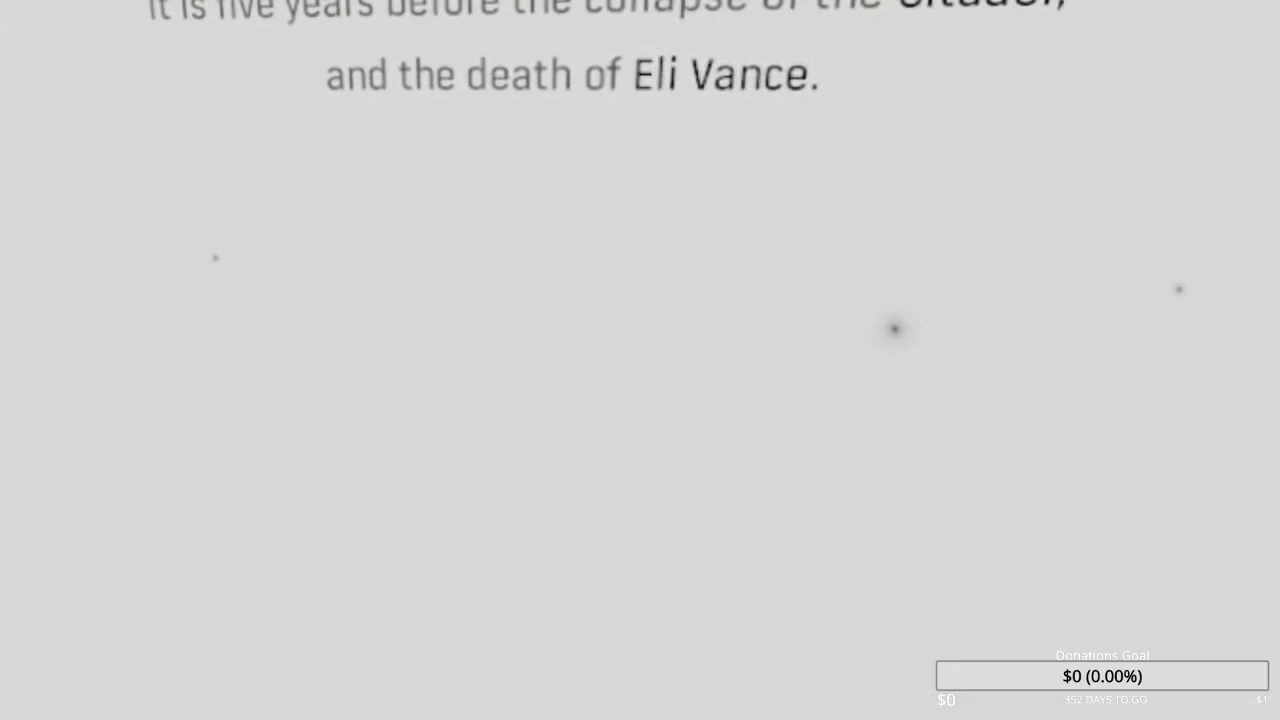 It is five years before the collapse of the Citadel,
and the death of Eli Vance.
Donations Goal
$0 (0.00%)
$0
352 DAYS TO GO
$1